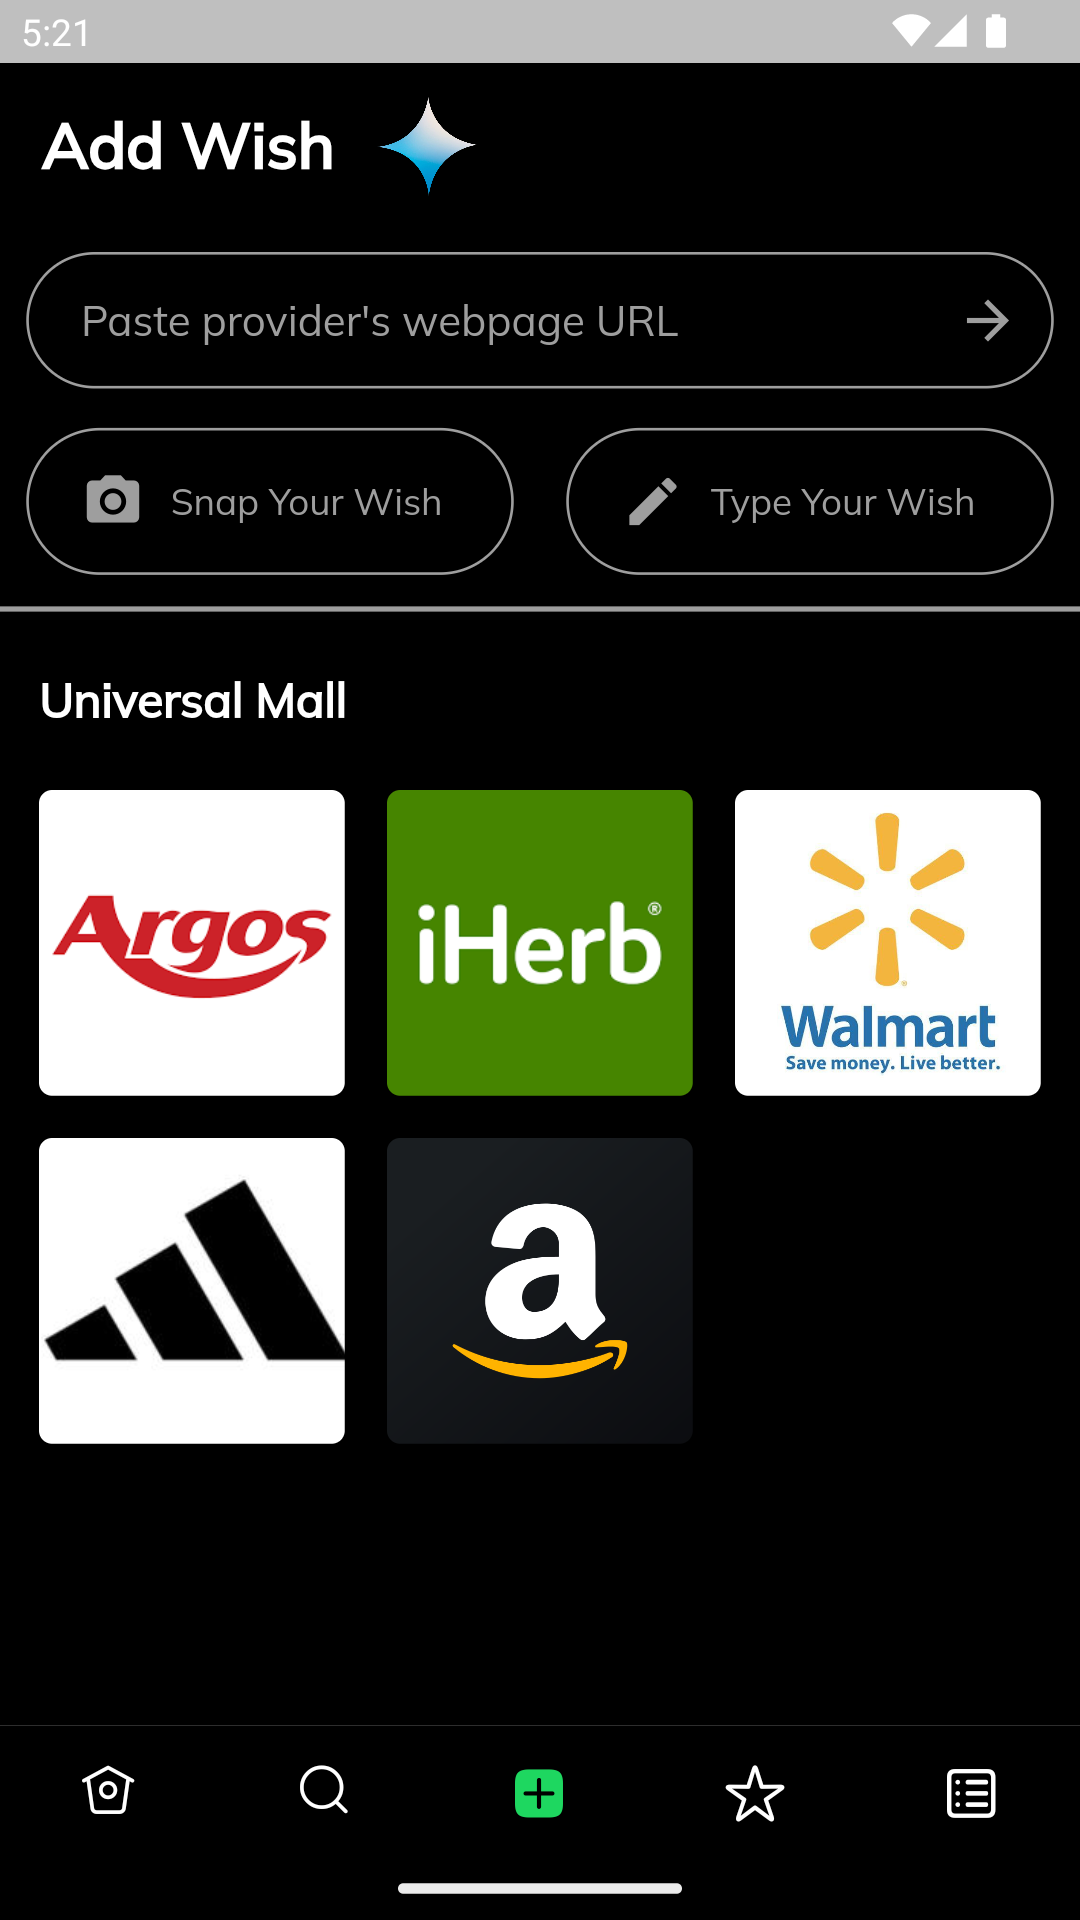 5:21
Add Wish
Paste provider's webpage URL
Snap Your Wish
Type Your Wish
Universal Mall
Argos
iHerb®
Walmart
Save money. Live better.
a